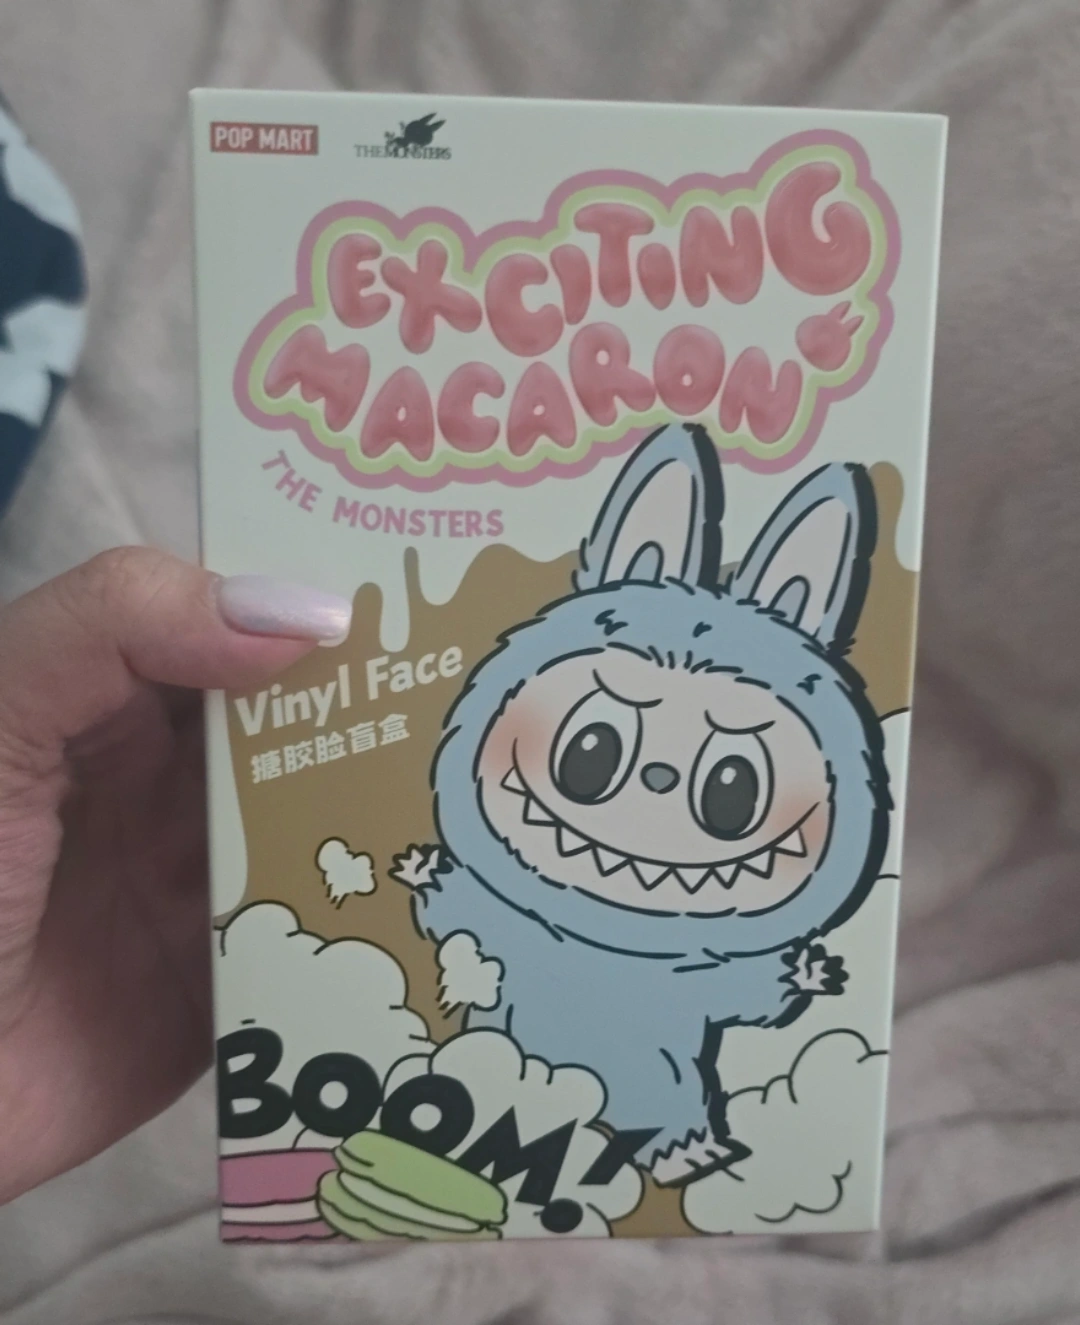 POP MART
THE MONSTERS
EXCITING
MACARON
THE MONSTERS
Vinyl Face
搪胶脸盲盒
BOOM!